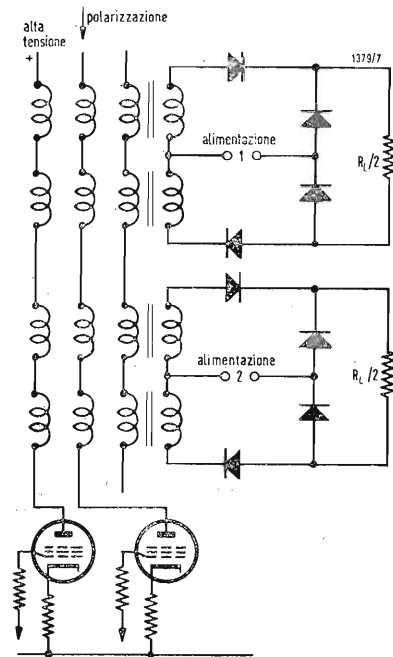 polarizzazione
alta
tensione
+
1379/7
alimentazione
1
R_L/2
alimentazione
2
R_L/2